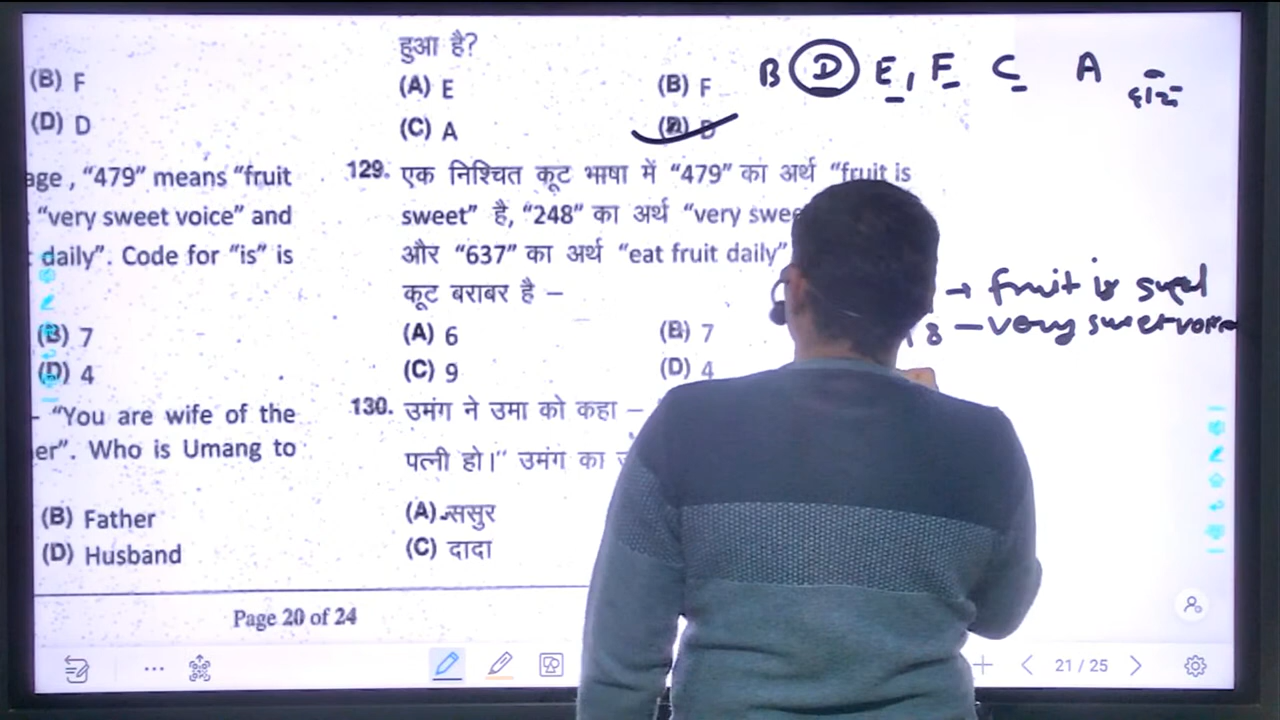 (B) F
(D) D
age , “479” means “fruit
“very sweet voice” and
daily”. Code for “is” is
(B) 7
(D) 4
“You are wife of the
er”. Who is Umang to
(B) Father
(D) Husband
हुआ है?
(A) E
(B) F
(C) A
(D) D
129. एक निश्चित कूट भाषा में “479” का अर्थ “fruit is
sweet” है, “248” का अर्थ “very swee
और “637” का अर्थ “eat fruit daily”
कूट बराबर है –
(A) 6
(B) 7
(C) 9
(D) 4
130. उमंग ने उमा को कहा –
पत्नी हो।” उमंग का
(A) ससुर
(C) दादा
Page 20 of 24
B D E, F C A
→ fruit is sweet
8 — very sweet voice
21 / 25